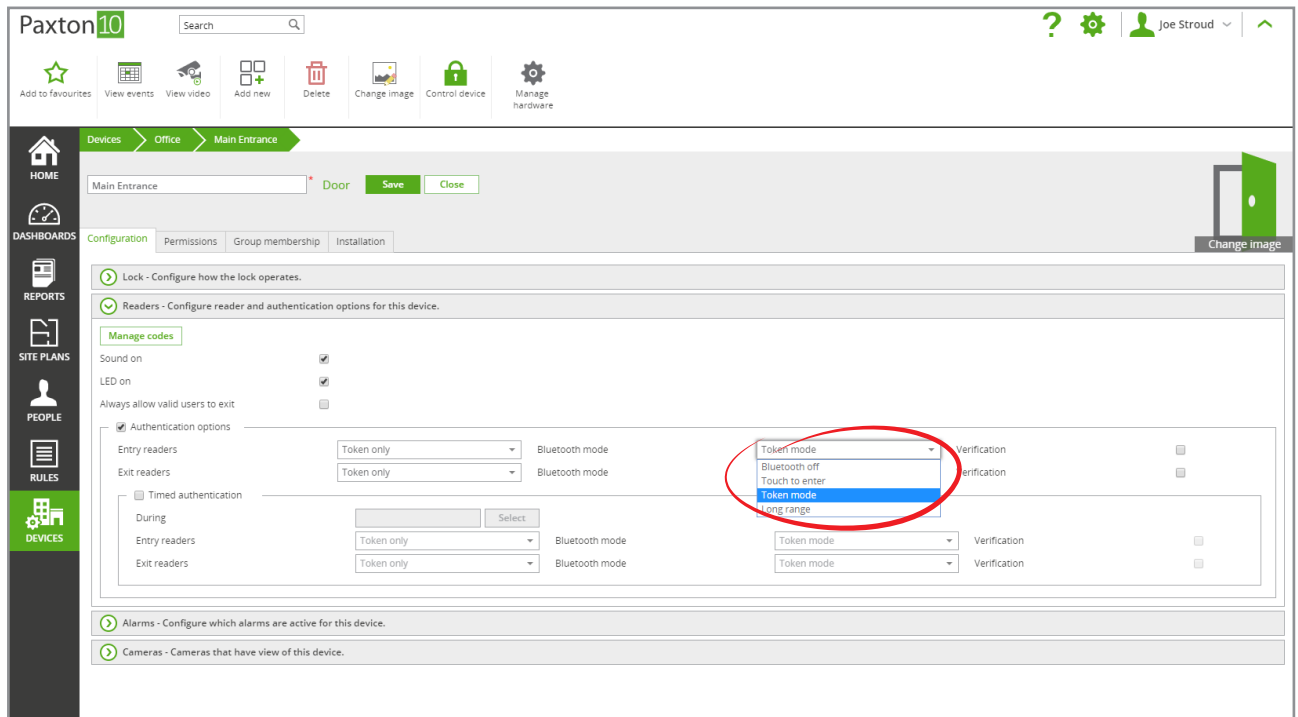 Paxton 10
Search
Joe Stroud
Add to favourites
View events
View video
Add new
Delete
Change image
Control device
Manage hardware
Devices
Office
Main Entrance
HOME
DASHBOARDS
REPORTS
SITE PLANS
PEOPLE
RULES
DEVICES
Main Entrance * Door Save Close
Change image
Configuration Permissions Group membership Installation
Lock - Configure how the lock operates.
Readers - Configure reader and authentication options for this device.
Manage codes
Sound on
LED on
Always allow valid users to exit
Authentication options
Entry readers Token only Bluetooth mode Token mode Verification
Exit readers Token only Bluetooth mode Verification
Bluetooth off
Touch to enter
Token mode
Long range
Timed authentication
During Select
Entry readers Token only Bluetooth mode Token mode Verification
Exit readers Token only Bluetooth mode Token mode Verification
Alarms - Configure which alarms are active for this device.
Cameras - Cameras that have view of this device.